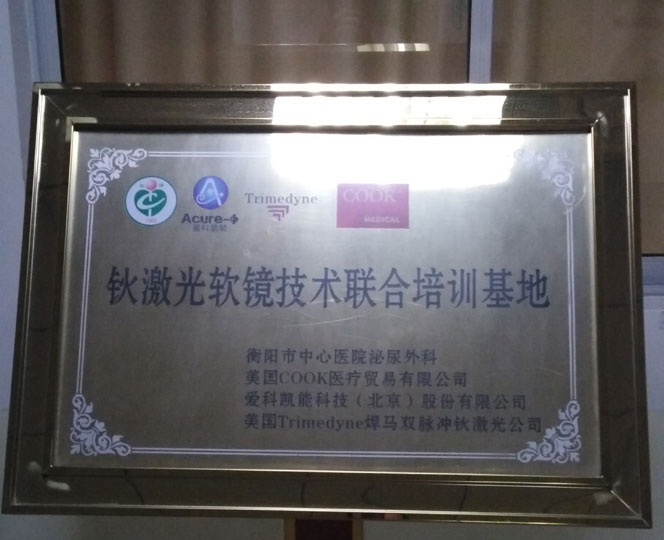 Acure-C
爱科凯能
Trimedyne
COOK
MEDICAL
钬激光软镜技术联合培训基地
衡阳市中心医院泌尿外科
美国COOK医疗贸易有限公司
爱科凯能科技（北京）股份有限公司
美国Trimedyne焊马双脉冲钬激光公司